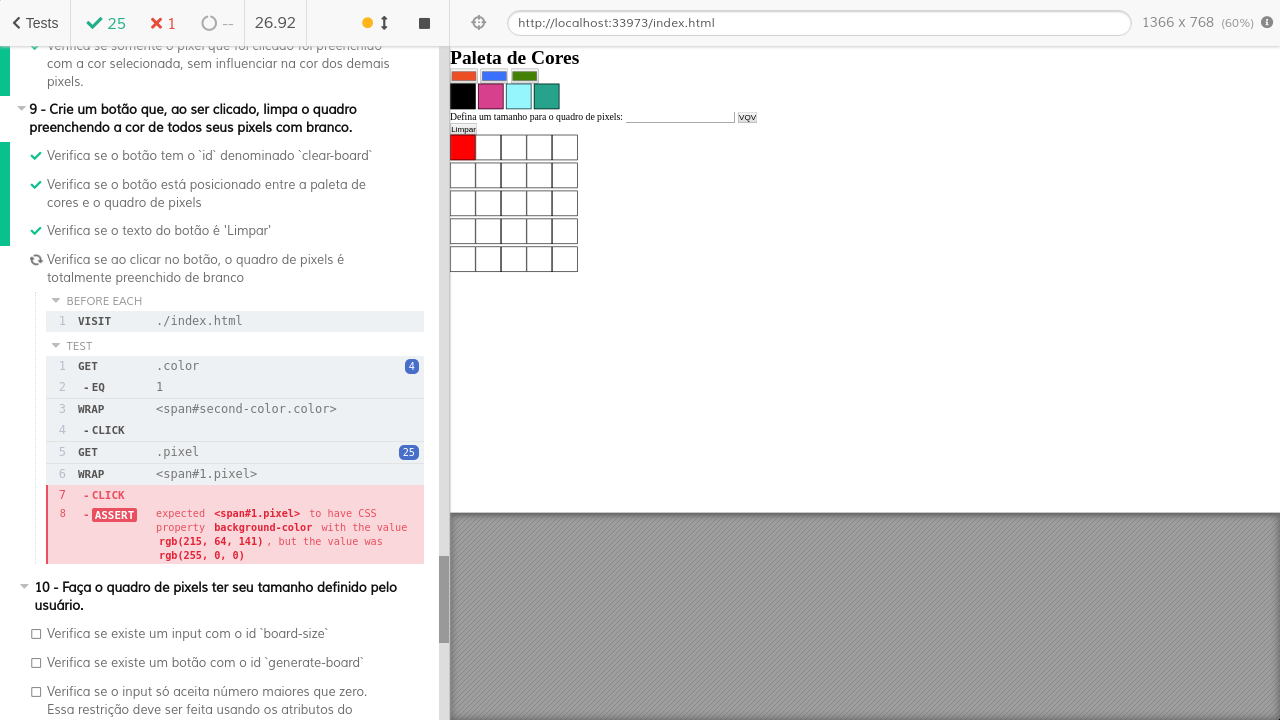 Tests
25
1
--
26.92
http://localhost:33973/index.html
1366 x 768 (60%)
Verifica se somente o pixel que foi clicado foi preenchido
com a cor selecionada, sem influenciar na cor dos demais
pixels.
9 - Crie um botão que, ao ser clicado, limpa o quadro
preenchendo a cor de todos seus pixels com branco.
Verifica se o botão tem o `id` denominado `clear-board`
Verifica se o botão está posicionado entre a paleta de
cores e o quadro de pixels
Verifica se o texto do botão é 'Limpar'
Verifica se ao clicar no botão, o quadro de pixels é
totalmente preenchido de branco
BEFORE EACH
1 VISIT ./index.html
TEST
1 GET .color 4
2 - EQ 1
3 WRAP <span#second-color.color>
4 - CLICK
5 GET .pixel 25
6 WRAP <span#1.pixel>
7 - CLICK
8 - ASSERT expected <span#1.pixel> to have CSS
property background-color with the value
rgb(215, 64, 141) , but the value was
rgb(255, 0, 0)
10 - Faça o quadro de pixels ter seu tamanho definido pelo
usuário.
Verifica se existe um input com o id `board-size`
Verifica se existe um botão com o id `generate-board`
Verifica se o input só aceita número maiores que zero.
Essa restrição deve ser feita usando os atributos do
Paleta de Cores
Defina um tamanho para o quadro de pixels: VQV
Limpar